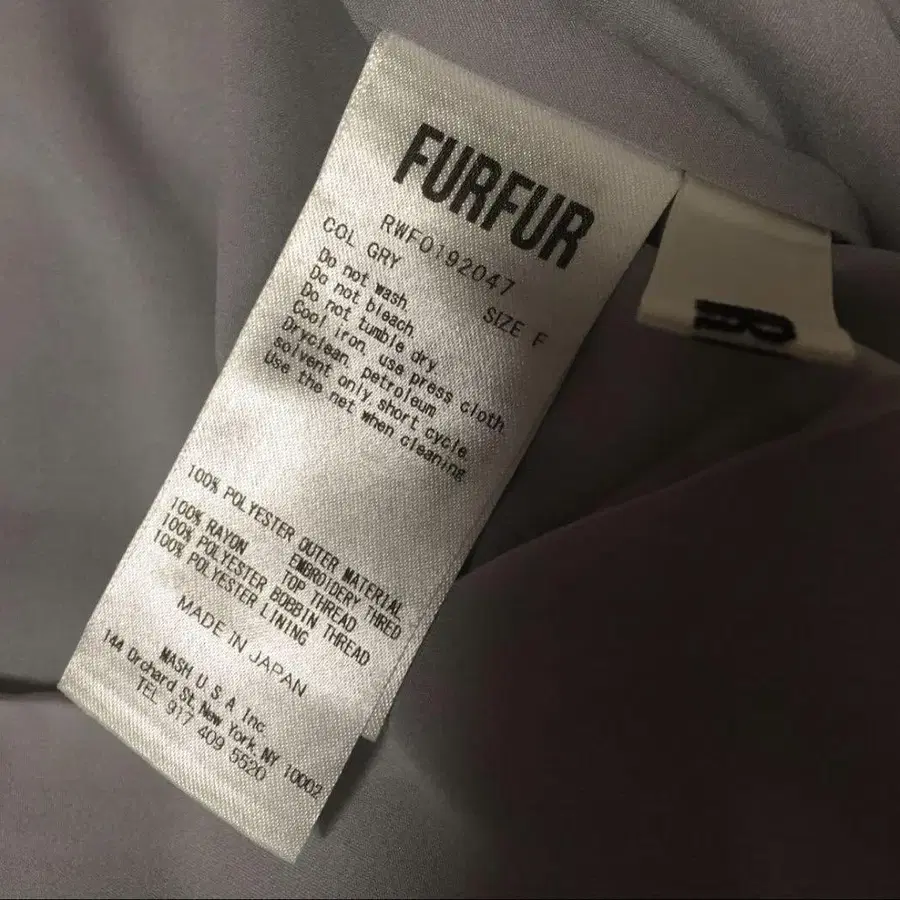 FURFUR
RWF0192047
COL GRY SIZE F
Do not wash
Do not bleach
Do not tumble dry
Cool iron, use press cloth
Dryclean, petroleum
solvent only, short cycle
Use the net when cleaning
100% POLYESTER OUTER MATERIAL
100% RAYON EMBROIDERY THRED
100% POLYESTER TOP THREAD
100% POLYESTER BOBBIN THREAD
100% POLYESTER LINING
MADE IN JAPAN
MASH U.S.A Inc.
144 Orchard St, New York, NY 10002
TEL 917 409 5520